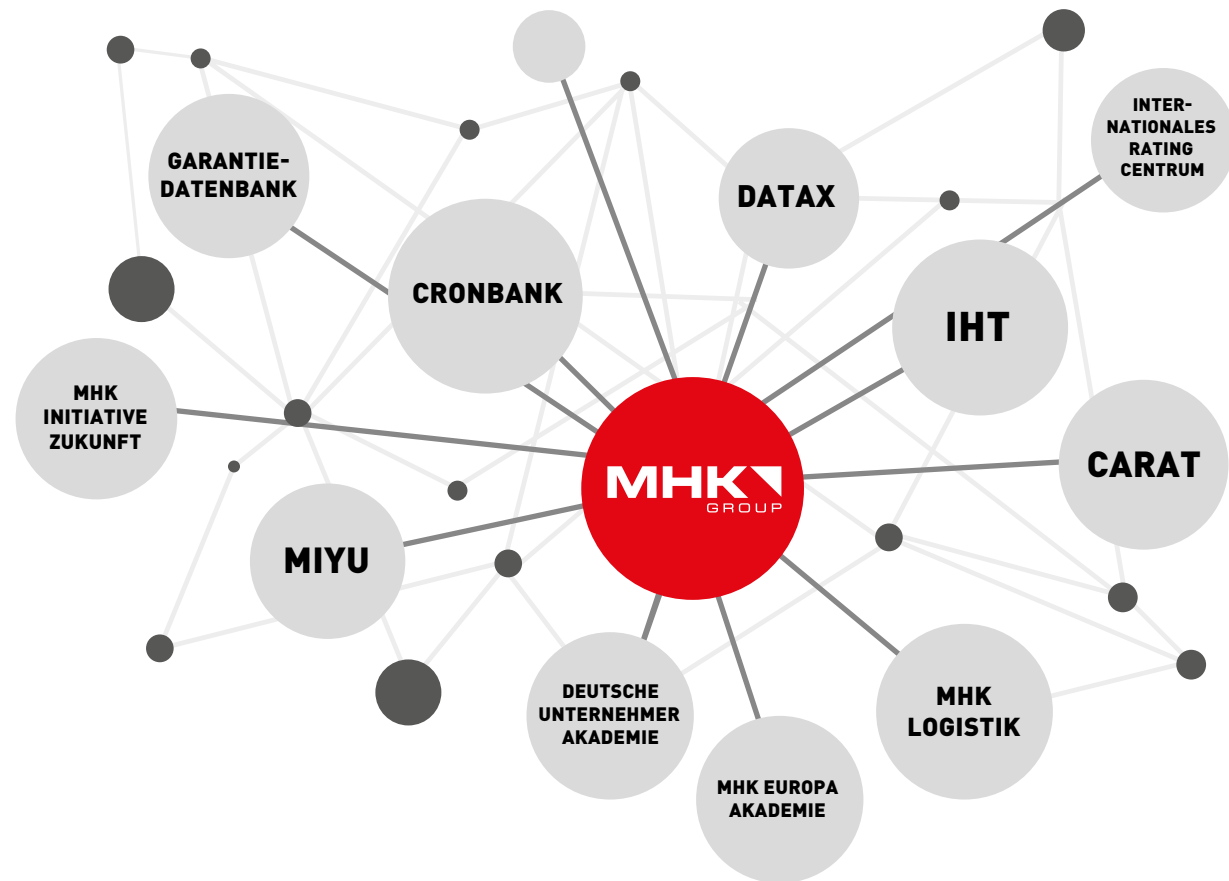 INTER-
NATIONALES
RATING
CENTRUM
GARANTIE-
DATENBANK
DATAX
CRONBANK
IHT
MHK
INITIATIVE
ZUKUNFT
CARAT
MHK
GROUP
MIYU
DEUTSCHE
UNTERNEHMER
AKADEMIE
MHK
LOGISTIK
MHK EUROPA
AKADEMIE